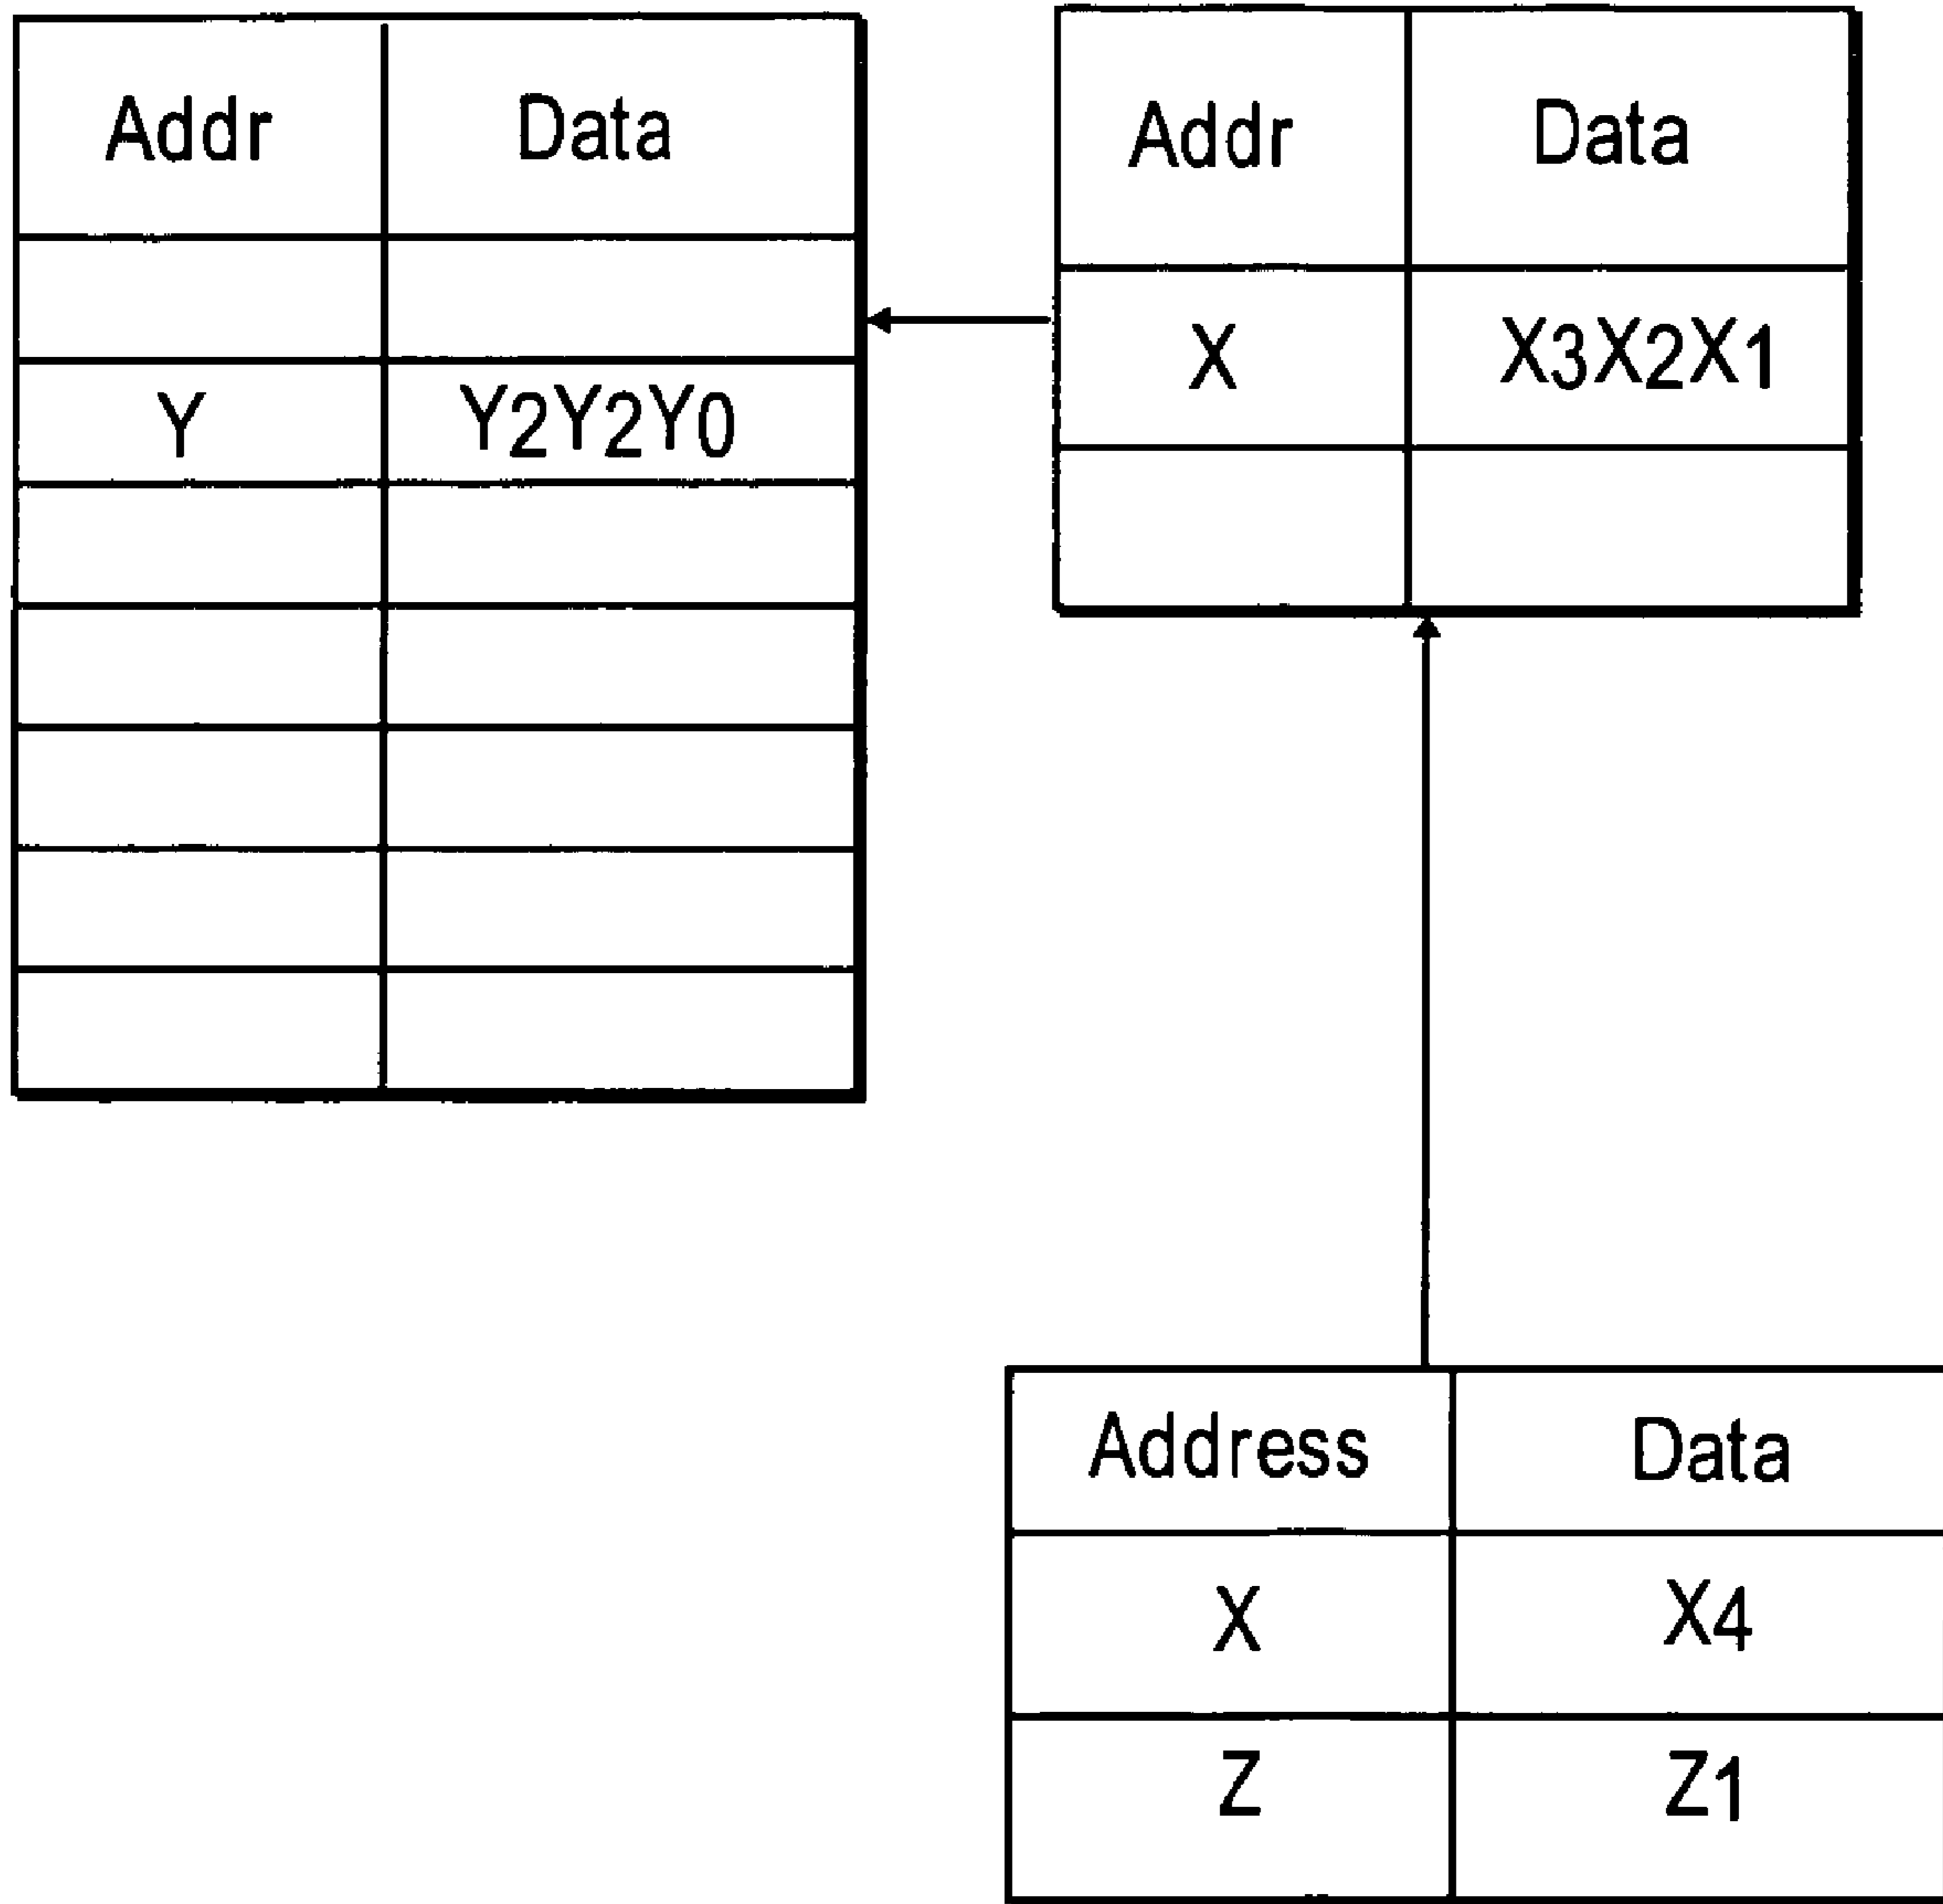 Addr Data
Y Y2Y2Y0
Addr Data
X X3X2X1
Address Data
X X4
Z Z1